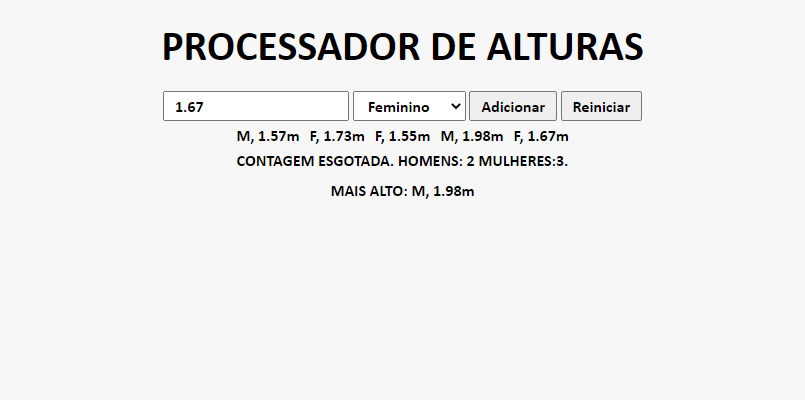 PROCESSADOR DE ALTURAS
1.67 Feminino Adicionar Reiniciar
M, 1.57m F, 1.73m F, 1.55m M, 1.98m F, 1.67m
CONTAGEM ESGOTADA. HOMENS: 2 MULHERES:3.
MAIS ALTO: M, 1.98m